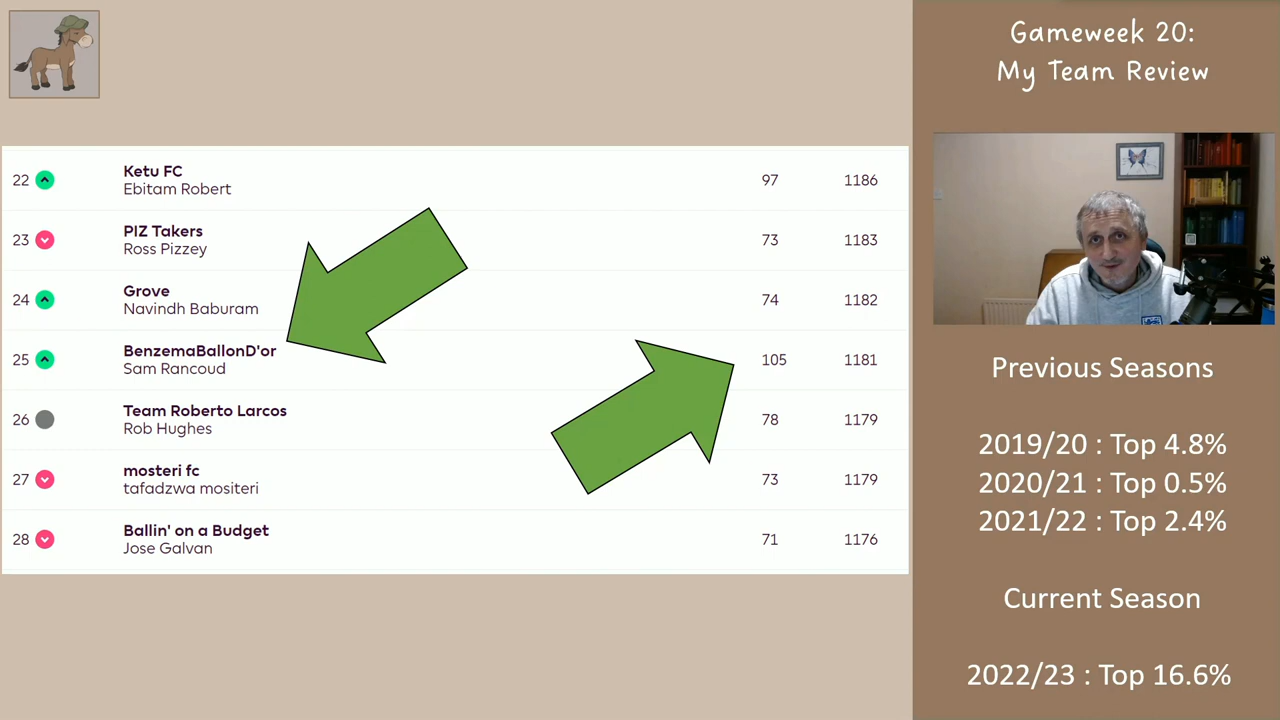 Gameweek 20:
My Team Review
22 Ketu FC 97 1186
Ebitam Robert
23 PIZ Takers 73 1183
Ross Pizzey
24 Grove 74 1182
Navindh Baburam
25 BenzemaBallonD'or 105 1181
Sam Rancoud
26 Team Roberto Larcos 78 1179
Rob Hughes
27 mosteri fc 73 1179
tafadzwa mositeri
28 Ballin' on a Budget 71 1176
Jose Galvan
Previous Seasons
2019/20 : Top 4.8%
2020/21 : Top 0.5%
2021/22 : Top 2.4%
Current Season
2022/23 : Top 16.6%